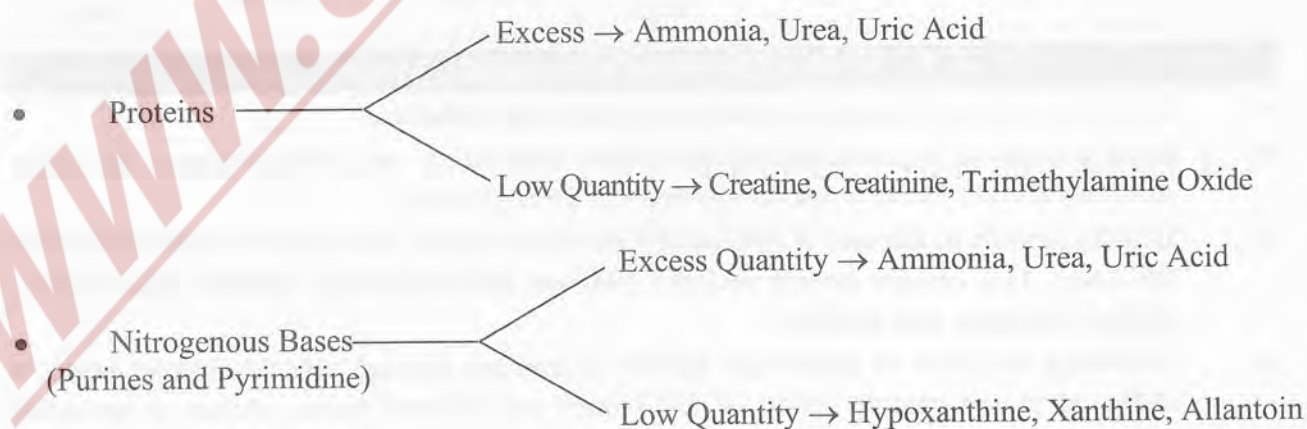 WWW.
Excess → Ammonia, Urea, Uric Acid
• Proteins
Low Quantity → Creatine, Creatinine, Trimethylamine Oxide
Excess Quantity → Ammonia, Urea, Uric Acid
• Nitrogenous Bases
(Purines and Pyrimidine)
Low Quantity → Hypoxanthine, Xanthine, Allantoin